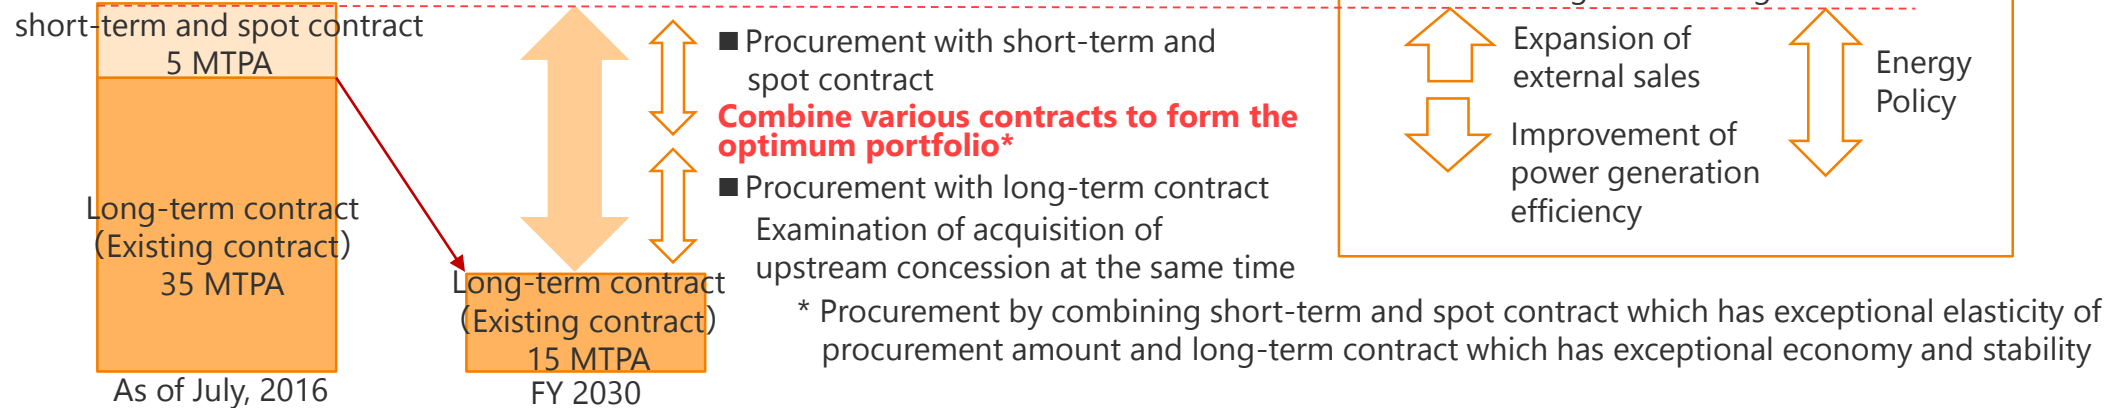 short-term and spot contract
5 MTPA
Long-term contract
(Existing contract)
35 MTPA
As of July, 2016
Long-term contract
(Existing contract)
15 MTPA
FY 2030
■ Procurement with short-term and
spot contract
Combine various contracts to form the
optimum portfolio*
■ Procurement with long-term contract
Examination of acquisition of
upstream concession at the same time
Expansion of
external sales
Improvement of
power generation
efficiency
Energy
Policy
* Procurement by combining short-term and spot contract which has exceptional elasticity of
procurement amount and long-term contract which has exceptional economy and stability